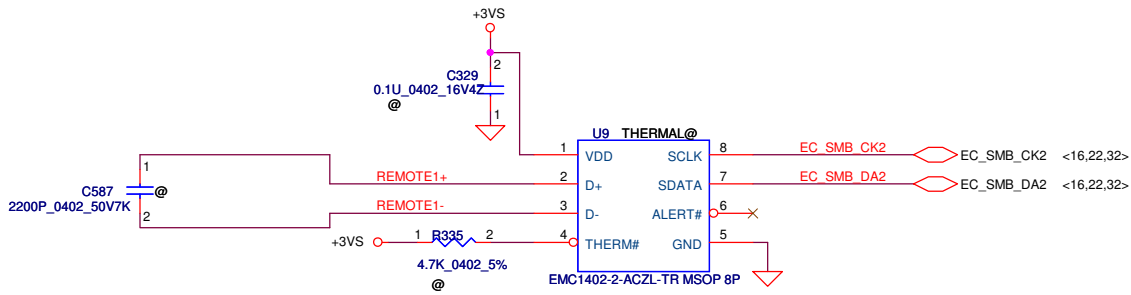 +3VS
2
C329
0.1U_0402_16V4Z
@
1
U9 THERMAL@
1 VDD SCLK 8 EC_SMB_CK2 EC_SMB_CK2 <16,22,32>
1
C587 @
2200P_0402_50V7K
2
REMOTE1+ 2 D+ SDATA 7 EC_SMB_DA2 EC_SMB_DA2 <16,22,32>
REMOTE1- 3 D- ALERT# 6
+3VS 1 R335 2 4 THERM# GND 5
4.7K_0402_5%
@
EMC1402-2-ACZL-TR MSOP 8P